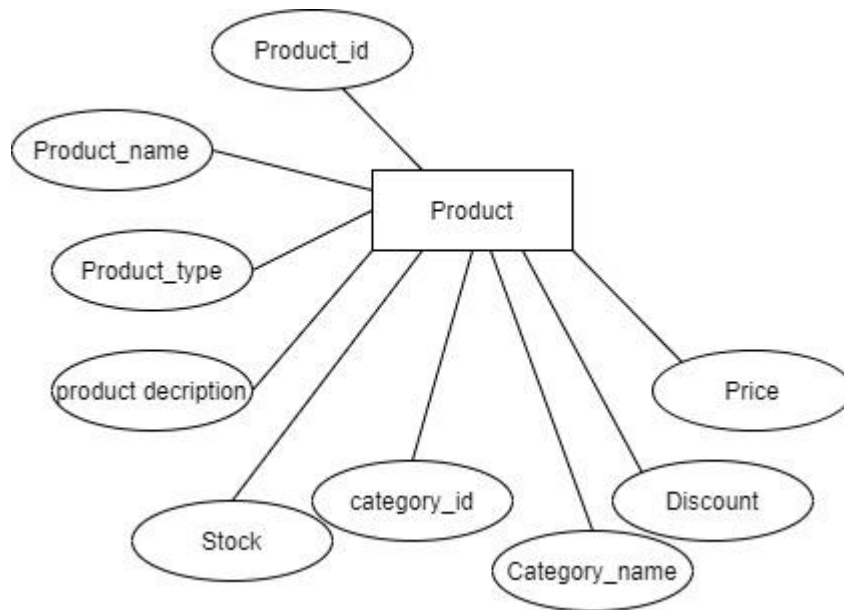 Product_id
Product_name
Product
Product_type
product decription
Price
category_id
Discount
Stock
Category_name